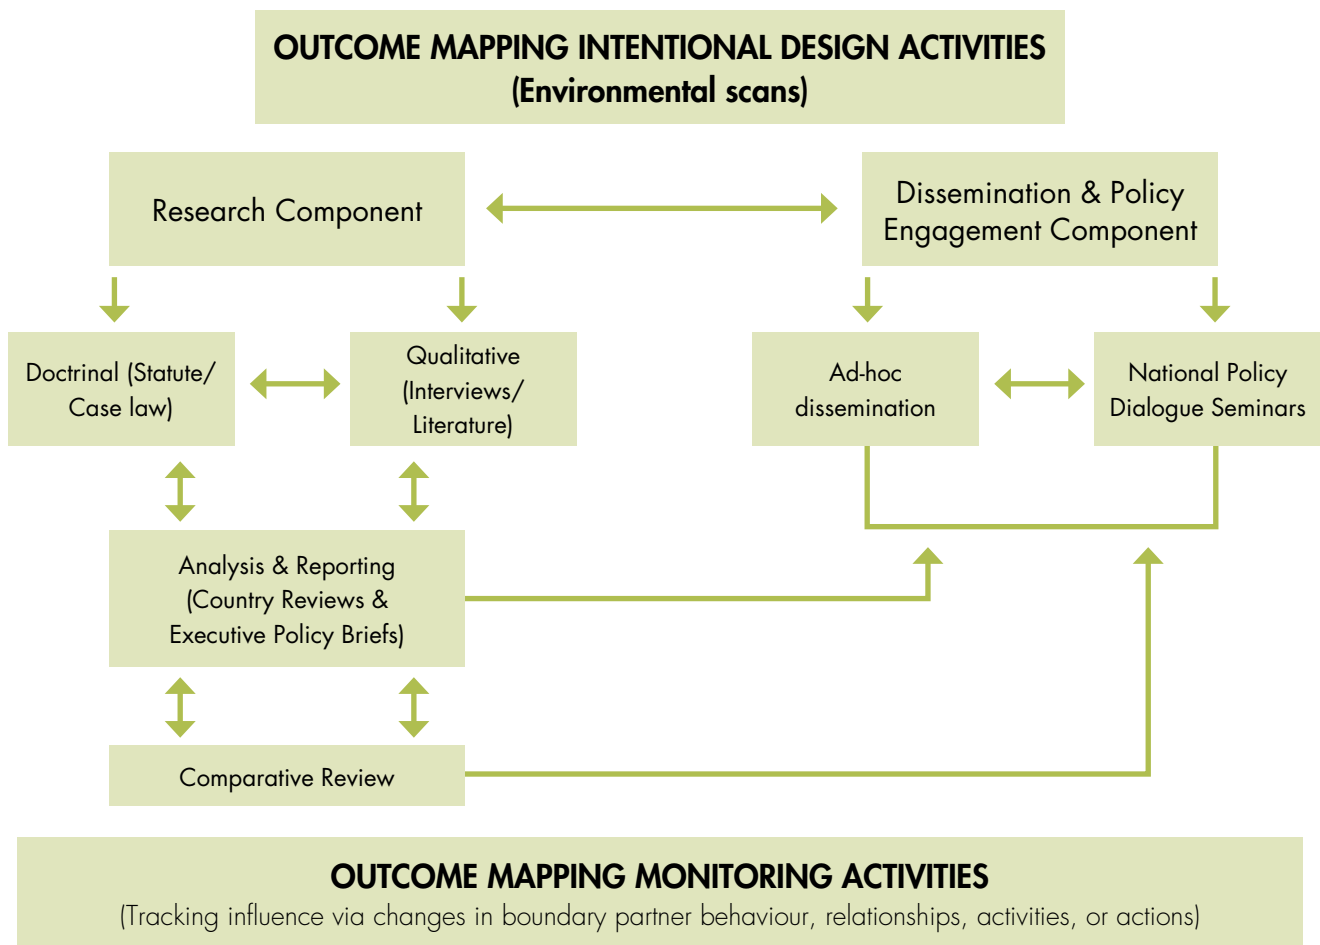 OUTCOME MAPPING INTENTIONAL DESIGN ACTIVITIES
(Environmental scans)
Research Component
Dissemination & Policy
Engagement Component
Doctrinal (Statute/
Case law)
Qualitative
(Interviews/
Literature)
Ad-hoc
dissemination
National Policy
Dialogue Seminars
Analysis & Reporting
(Country Reviews &
Executive Policy Briefs)
Comparative Review
OUTCOME MAPPING MONITORING ACTIVITIES
(Tracking influence via changes in boundary partner behaviour, relationships, activities, or actions)